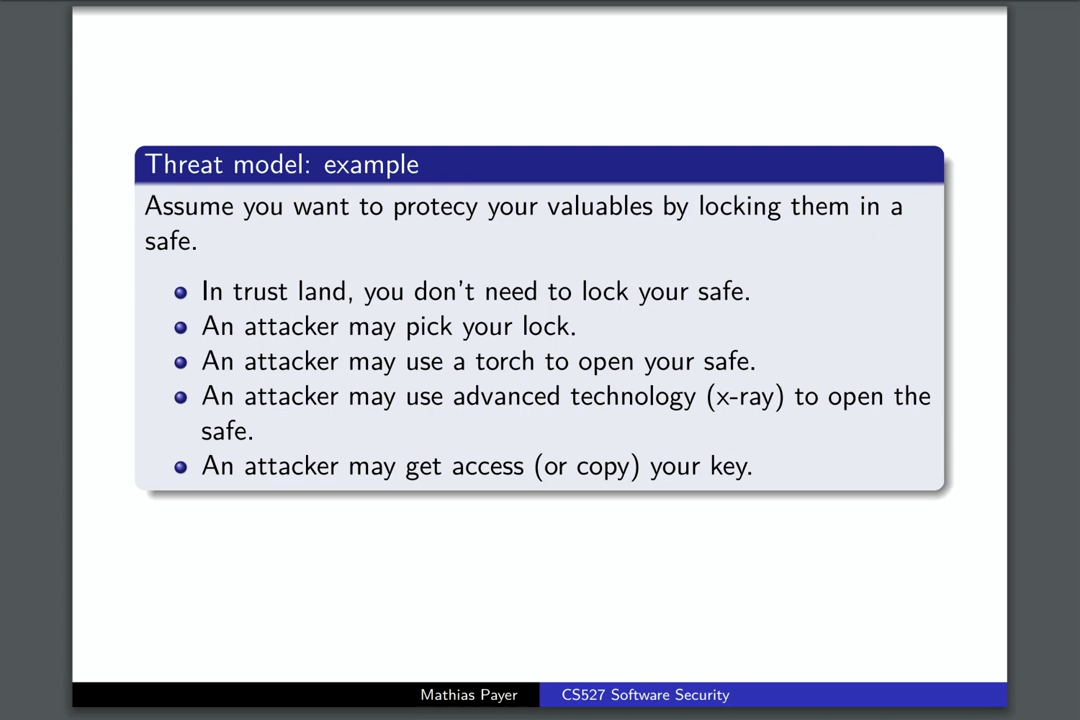 Threat model: example
Assume you want to protecy your valuables by locking them in a
safe.
In trust land, you don't need to lock your safe.
An attacker may pick your lock.
An attacker may use a torch to open your safe.
An attacker may use advanced technology (x-ray) to open the
safe.
An attacker may get access (or copy) your key.
Mathias Payer
CS527 Software Security